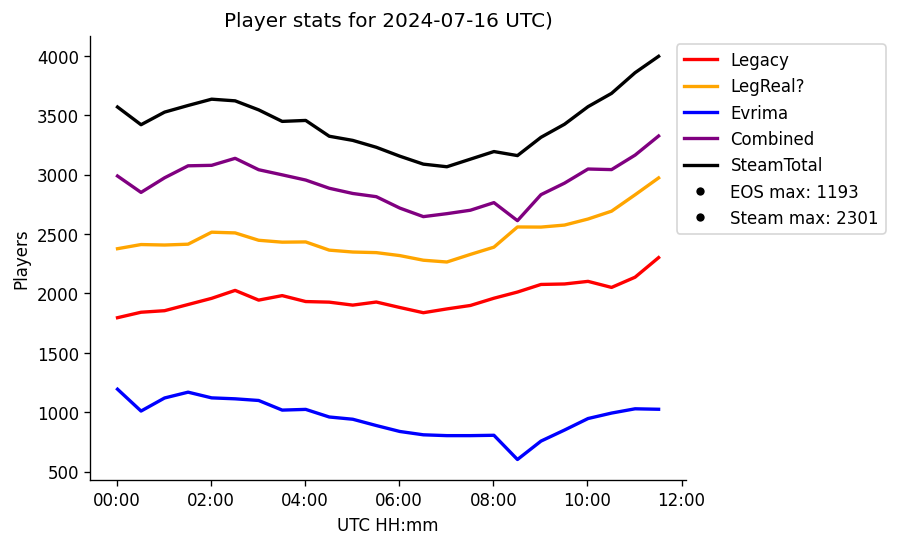 Player stats for 2024-07-16 UTC)
4000
3500
3000
2500
2000
1500
1000
500
Players
00:00 02:00 04:00 06:00 08:00 10:00 12:00
UTC HH:mm
Legacy
LegReal?
Evrima
Combined
SteamTotal
EOS max: 1193
Steam max: 2301